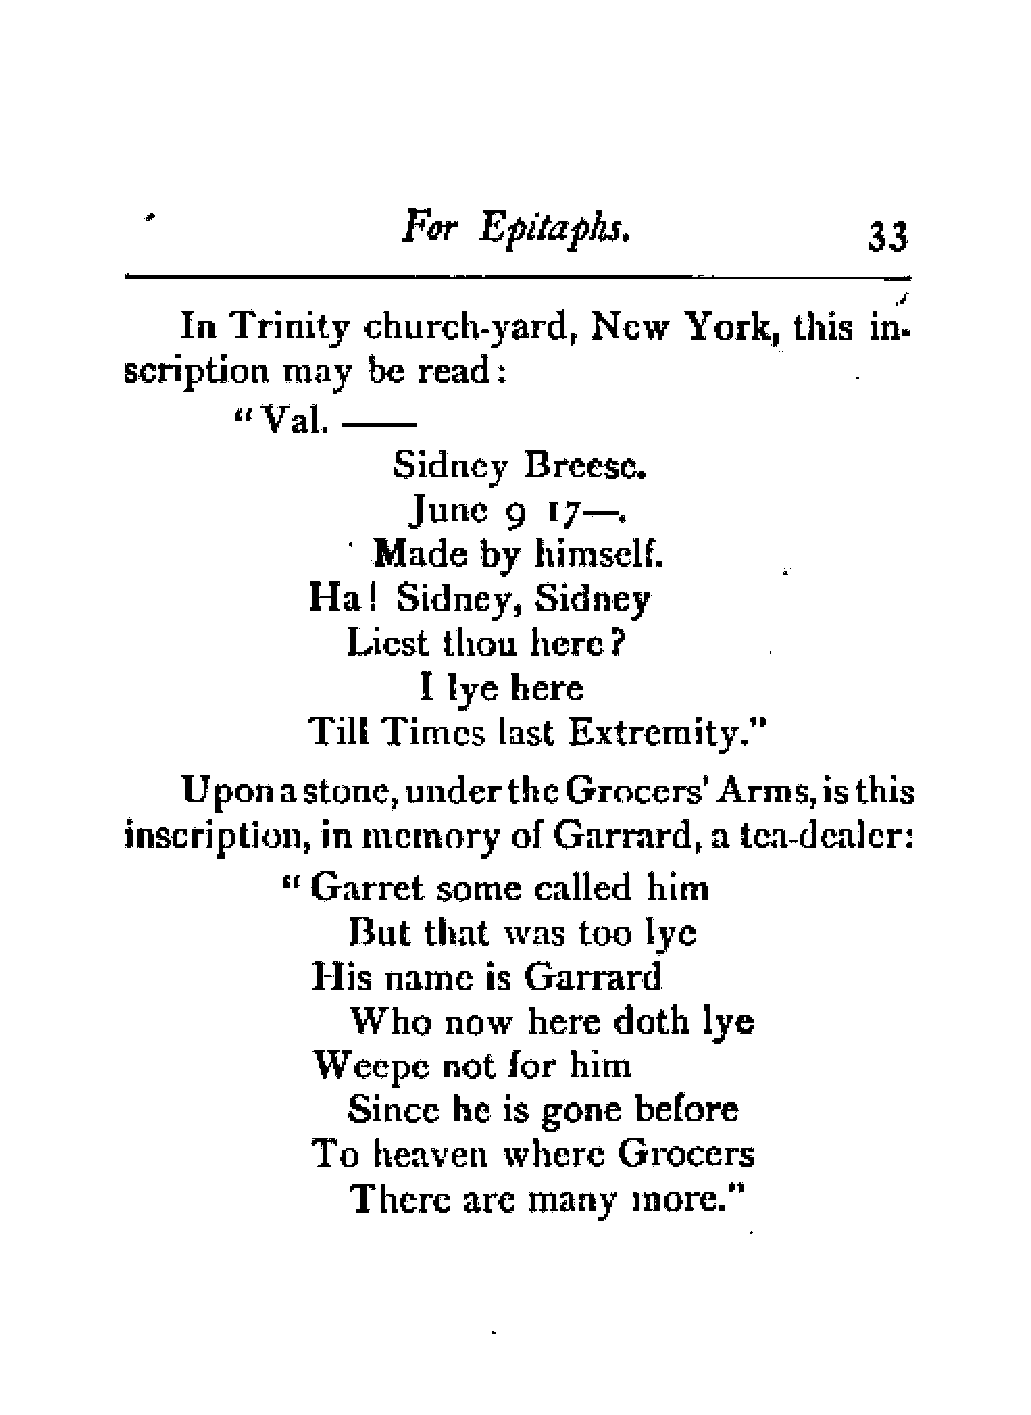 For Epitaphs.
33
In Trinity church-yard, New York, this in-
scription may be read:
“Val. ——
Sidney Breese.
June 9 17—.
Made by himself.
Ha! Sidney, Sidney
Liest thou here?
I lye here
Till Times last Extremity.”
Upon a stone, under the Grocers' Arms, is this
inscription, in memory of Garrard, a tea-dealer:
“Garret some called him
But that was too lye
His name is Garrard
Who now here doth lye
Weepe not for him
Since he is gone before
To heaven where Grocers
There are many more.”